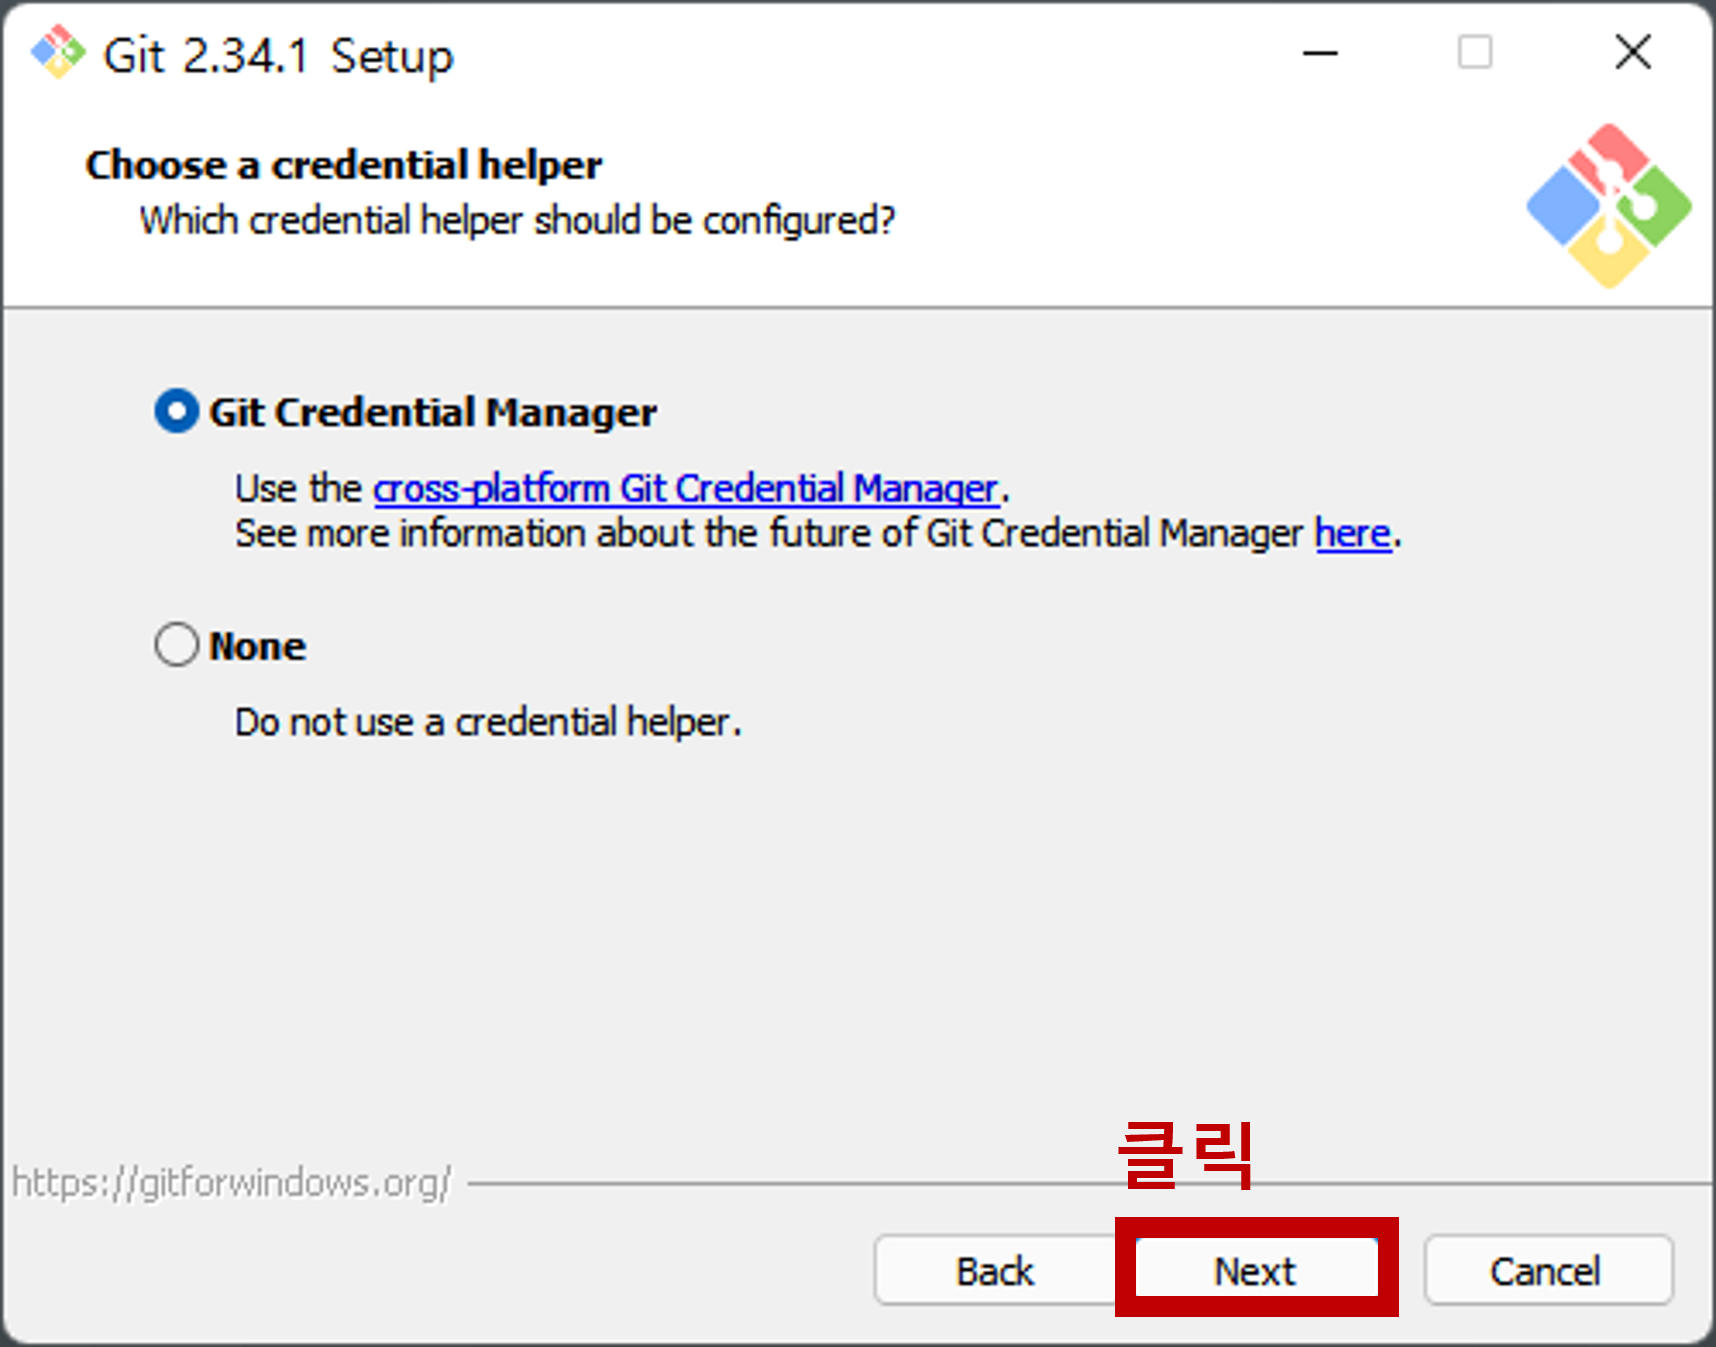 Git 2.34.1 Setup
Choose a credential helper
Which credential helper should be configured?
Git Credential Manager
Use the cross-platform Git Credential Manager.
See more information about the future of Git Credential Manager here.
None
Do not use a credential helper.
클릭
https://gitforwindows.org/
Back Next Cancel